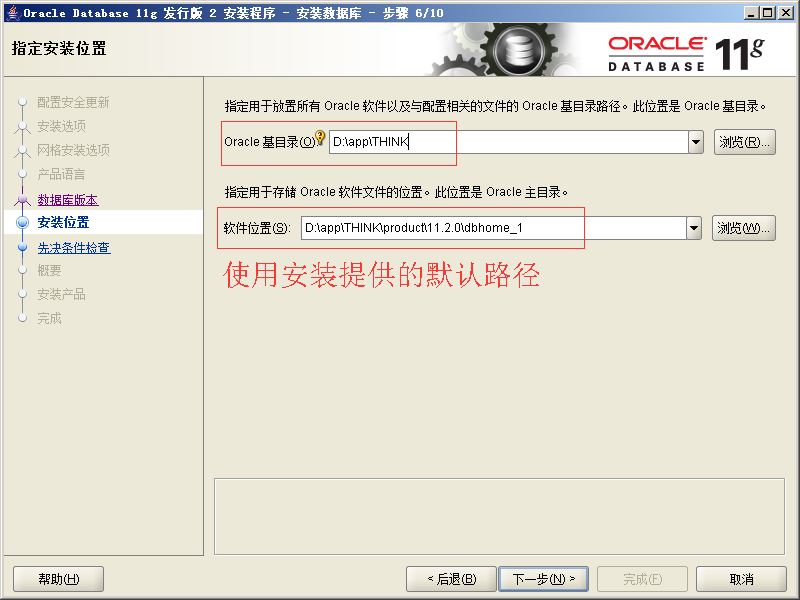 Oracle Database 11g 发行版 2 安装程序 - 安装数据库 - 步骤 6/10
指定安装位置
ORACLE
DATABASE
11g
配置安全更新
安装选项
网格安装选项
产品语言
数据库版本
安装位置
先决条件检查
概要
安装产品
完成
指定用于放置所有 Oracle 软件以及与配置相关的文件的 Oracle 基目录路径。此位置是 Oracle 基目录。
Oracle 基目录(O) D:\app\THINK 浏览(R)...
指定用于存储 Oracle 软件文件的位置。此位置是 Oracle 主目录。
软件位置(S): D:\app\THINK\product\11.2.0\dbhome_1 浏览(W)...
使用安装提供的默认路径
帮助(H) < 后退(B) 下一步(N) > 完成(F) 取消